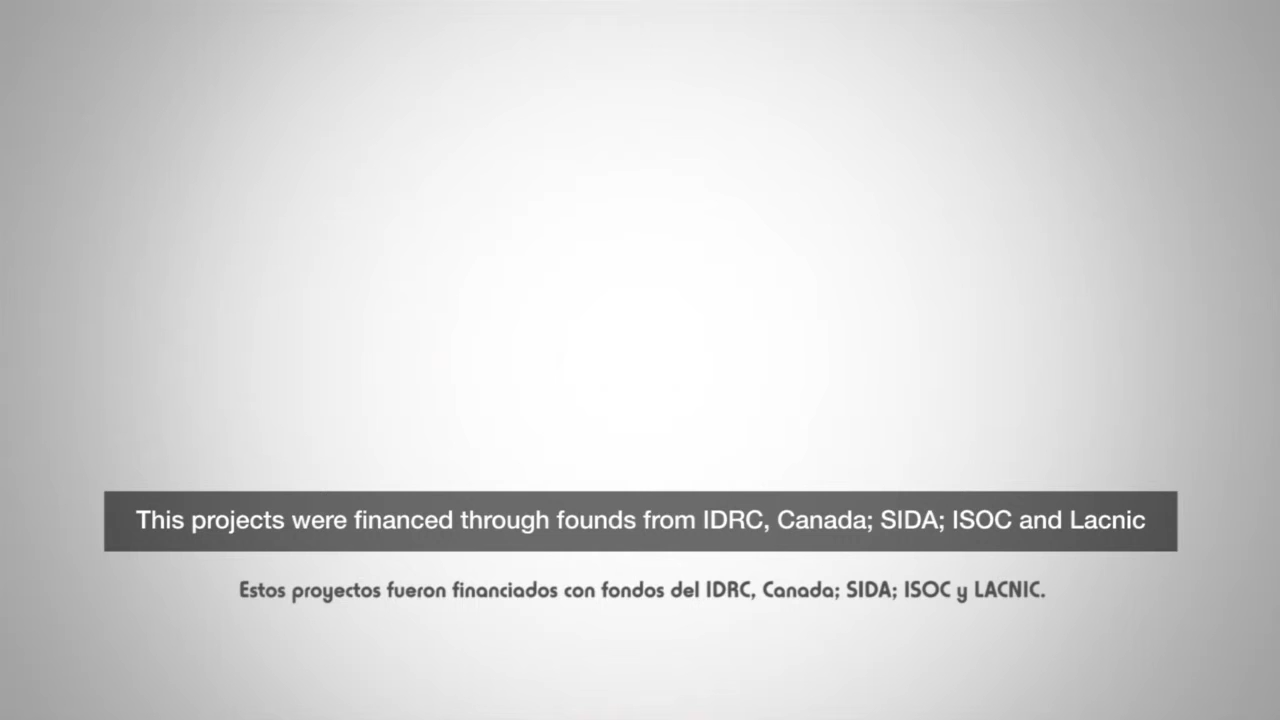 This projects were financed through founds from IDRC, Canada; SIDA; ISOC and Lacnic
Estos proyectos fueron financiados con fondos del IDRC, Canada; SIDA; ISOC y LACNIC.